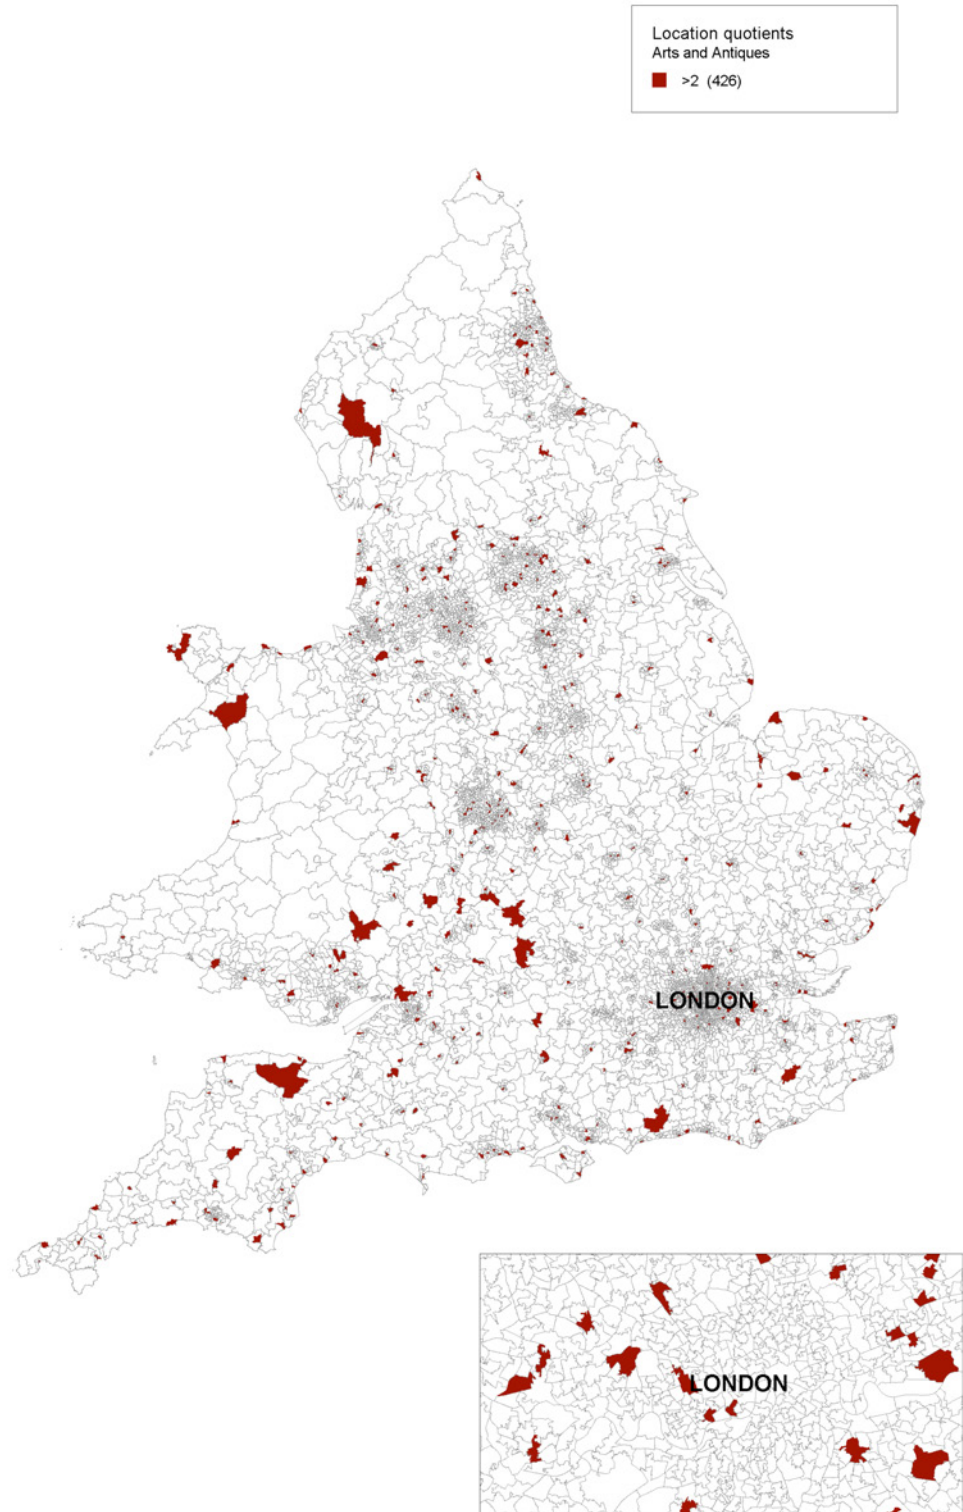 Location quotients
Arts and Antiques
>2 (426)
LONDON
LONDON